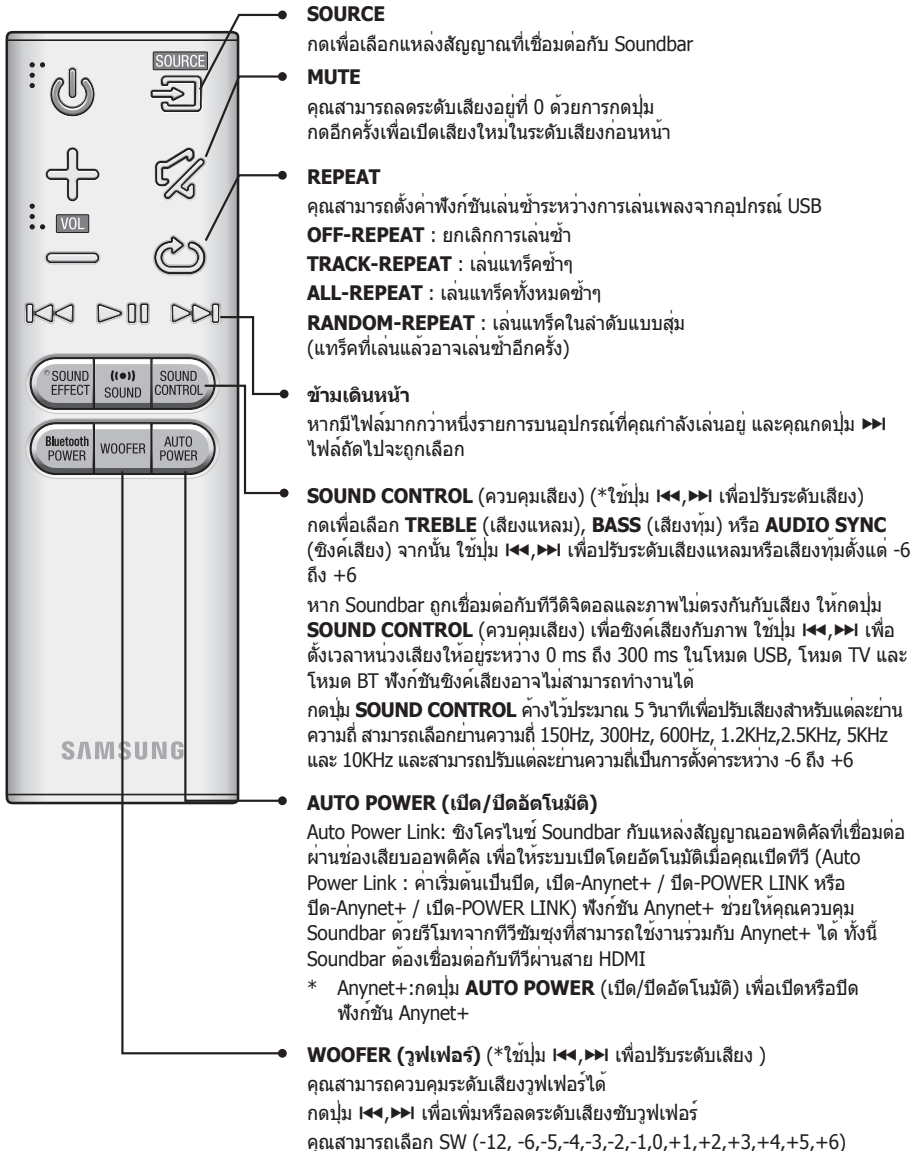 SOURCE
กดเพื่อเลือกแหล่งสัญญาณที่เชื่อมต่อกับ Soundbar
MUTE
คุณสามารถลดระดับเสียงอยู่ที่ 0 ด้วยการกดปุ่ม
กดอีกครั้งเพื่อเปิดเสียงใหม่ในระดับเสียงก่อนหน้า
REPEAT
คุณสามารถตั้งค่าฟังก์ชันเล่นซ้ำระหว่างการเล่นเพลงจากอุปกรณ์ USB
OFF-REPEAT : ยกเลิกการเล่นซ้ำ
TRACK-REPEAT : เล่นแทร็คซ้ำๆ
ALL-REPEAT : เล่นแทร็คทั้งหมดซ้ำๆ
RANDOM-REPEAT : เล่นแทร็คในลำดับแบบสุ่ม
(แทร็คที่เล่นแล้วอาจเล่นซ้ำอีกครั้ง)
ข้ามเดินหน้า
หากมีไฟล์มากกว่าหนึ่งรายการบนอุปกรณ์ที่คุณกำลังเล่นอยู่ และคุณกดปุ่ม ▶▶I
ไฟล์ถัดไปจะถูกเลือก
SOUND CONTROL (ควบคุมเสียง) (*ใช้ปุ่ม I◀◀,▶▶I เพื่อปรับระดับเสียง)
กดเพื่อเลือก TREBLE (เสียงแหลม), BASS (เสียงทุ้ม) หรือ AUDIO SYNC
(ซิงค์เสียง) จากนั้น ใช้ปุ่ม I◀◀,▶▶I เพื่อปรับระดับเสียงแหลมหรือเสียงทุ้มตั้งแต่ -6
ถึง +6
หาก Soundbar ถูกเชื่อมต่อกับทีวีดิจิตอลและภาพไม่ตรงกันกับเสียง ให้กดปุ่ม
SOUND CONTROL (ควบคุมเสียง) เพื่อซิงค์เสียงกับภาพ ใช้ปุ่ม I◀◀,▶▶I เพื่อ
ตั้งเวลาหน่วงเสียงให้อยู่ระหว่าง 0 ms ถึง 300 ms ในโหมด USB, โหมด TV และ
โหมด BT ฟังก์ชันซิงค์เสียงอาจไม่สามารถทำงานได้
กดปุ่ม SOUND CONTROL ค้างไว้ประมาณ 5 วินาทีเพื่อปรับเสียงสำหรับแต่ละย่าน
ความถี่ สามารถเลือกย่านความถี่ 150Hz, 300Hz, 600Hz, 1.2KHz,2.5KHz, 5KHz
และ 10KHz และสามารถปรับแต่ละย่านความถี่เป็นการตั้งค่าระหว่าง -6 ถึง +6
AUTO POWER (เปิด/ปิดอัตโนมัติ)
Auto Power Link: ซิงโครไนซ์ Soundbar กับแหล่งสัญญาณออพติคัลที่เชื่อมต่อ
ผ่านช่องเสียบออพติคัล เพื่อให้ระบบเปิดโดยอัตโนมัติเมื่อคุณเปิดทีวี (Auto
Power Link : ค่าเริ่มต้นเป็นปิด, เปิด-Anynet+ / ปิด-POWER LINK หรือ
ปิด-Anynet+ / เปิด-POWER LINK) ฟังก์ชัน Anynet+ ช่วยให้คุณควบคุม
Soundbar ด้วยรีโมทจากทีวีซัมซุงที่สามารถใช้งานร่วมกับ Anynet+ ได้ ทั้งนี้
Soundbar ต้องเชื่อมต่อกับทีวีผ่านสาย HDMI
* Anynet+:กดปุ่ม AUTO POWER (เปิด/ปิดอัตโนมัติ) เพื่อเปิดหรือปิด
ฟังก์ชัน Anynet+
WOOFER (วูฟเฟอร์) (*ใช้ปุ่ม I◀◀,▶▶I เพื่อปรับระดับเสียง )
คุณสามารถควบคุมระดับเสียงวูฟเฟอร์ได้
กดปุ่ม I◀◀,▶▶I เพื่อเพิ่มหรือลดระดับเสียงซับวูฟเฟอร์
คุณสามารถเลือก SW (-12, -6,-5,-4,-3,-2,-1,0,+1,+2,+3,+4,+5,+6)
SOURCE
VOL
SOUND EFFECT
SOUND
SOUND CONTROL
Bluetooth POWER
WOOFER
AUTO POWER
SAMSUNG